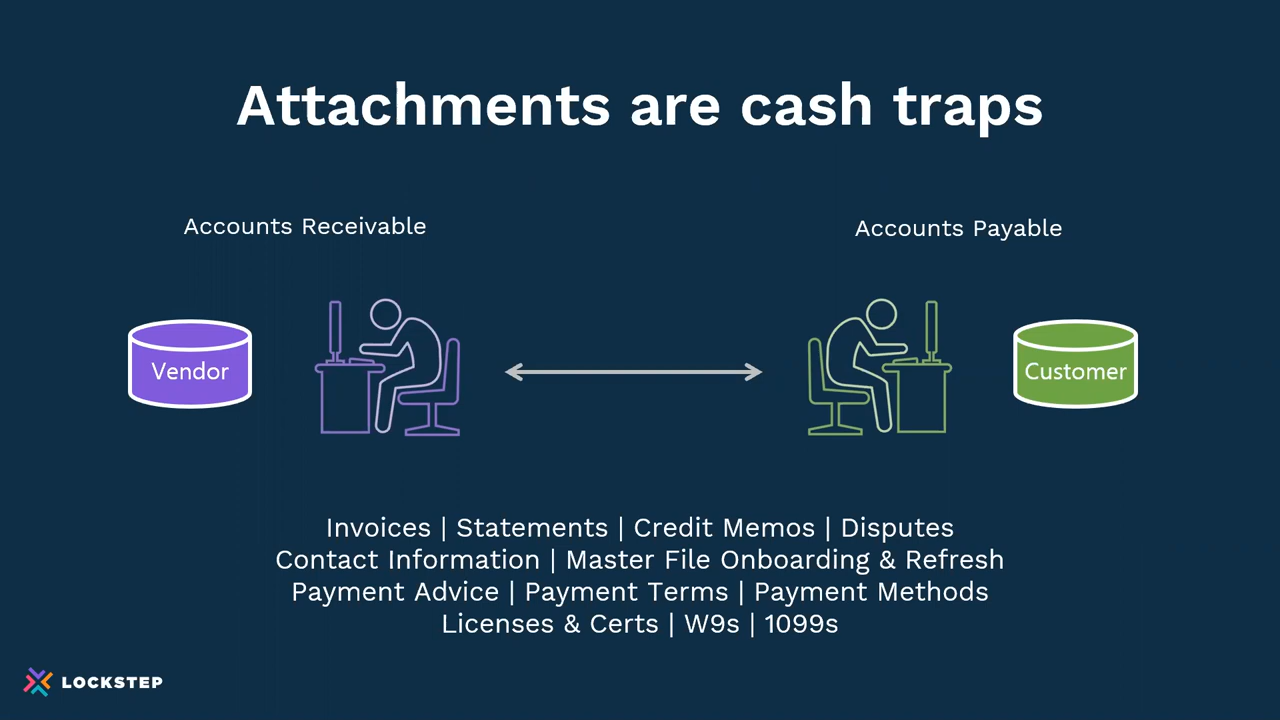 Attachments are cash traps
Accounts Receivable
Accounts Payable
Vendor
Customer
Invoices | Statements | Credit Memos | Disputes
Contact Information | Master File Onboarding & Refresh
Payment Advice | Payment Terms | Payment Methods
Licenses & Certs | W9s | 1099s
LOCKSTEP